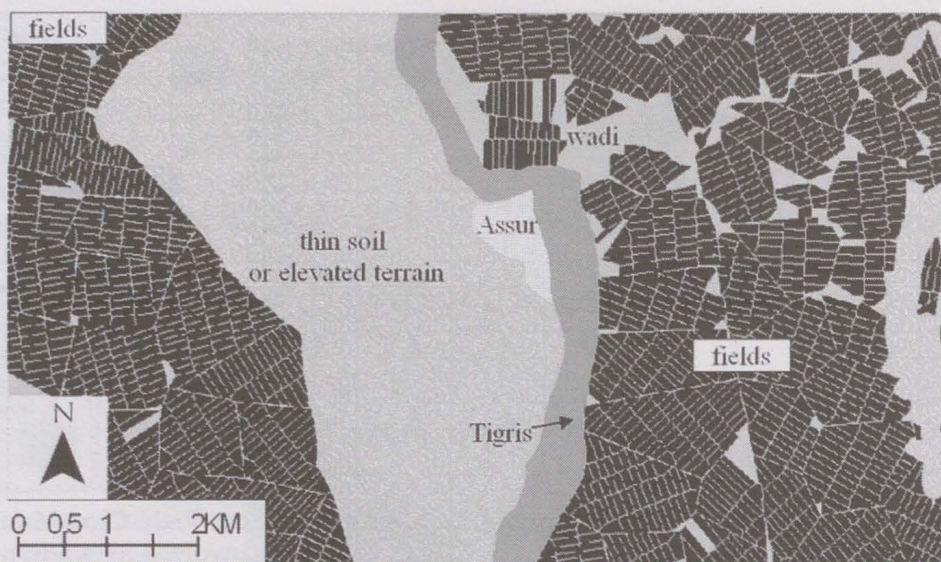 fields
wadi
Assur
thin soil
or elevated terrain
fields
Tigris
N
0 0.5 1 2KM